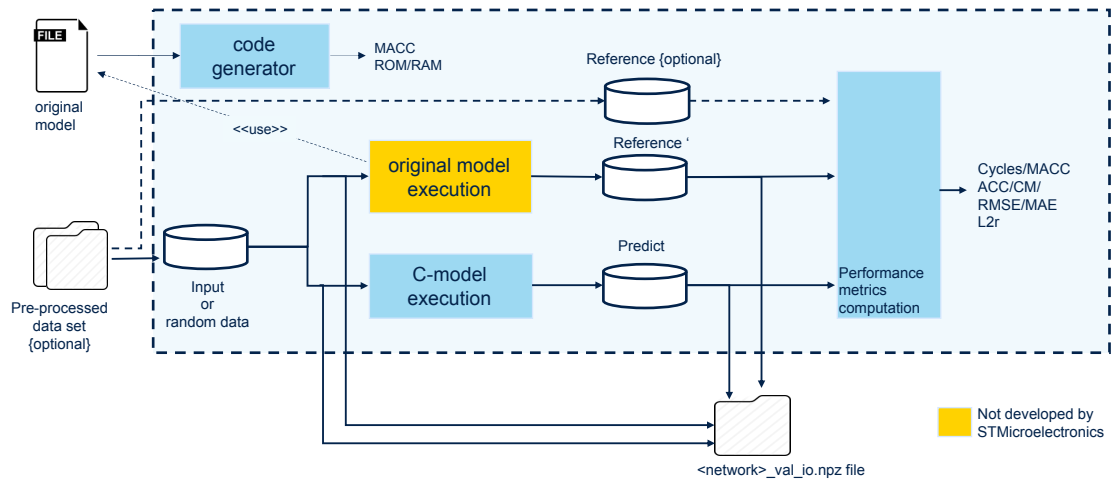 FILE
original
model
code
generator
MACC
ROM/RAM
Reference {optional}
<<use>>
original model
execution
Reference ‘
Cycles/MACC
ACC/CM/
RMSE/MAE
L2r
Pre-processed
data set
{optional}
Input
or
random data
C-model
execution
Predict
Performance
metrics
computation
<network>_val_io.npz file
Not developed by
STMicroelectronics